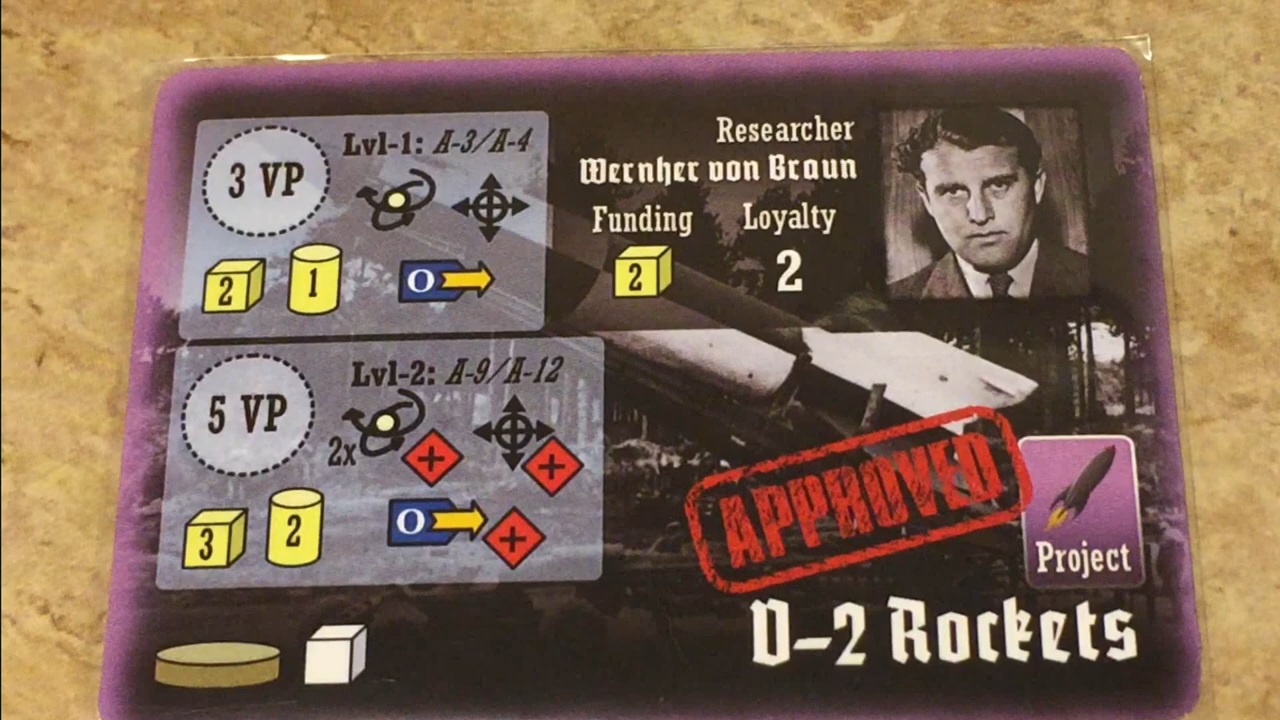 3 VP
Lvl-1: A-3/A-4
2
1
O
Researcher
Wernher von Braun
Funding
Loyalty
2
2
5 VP
Lvl-2: A-9/A-12
2x
3
2
O
APPROVED
Project
V-2 Rockets